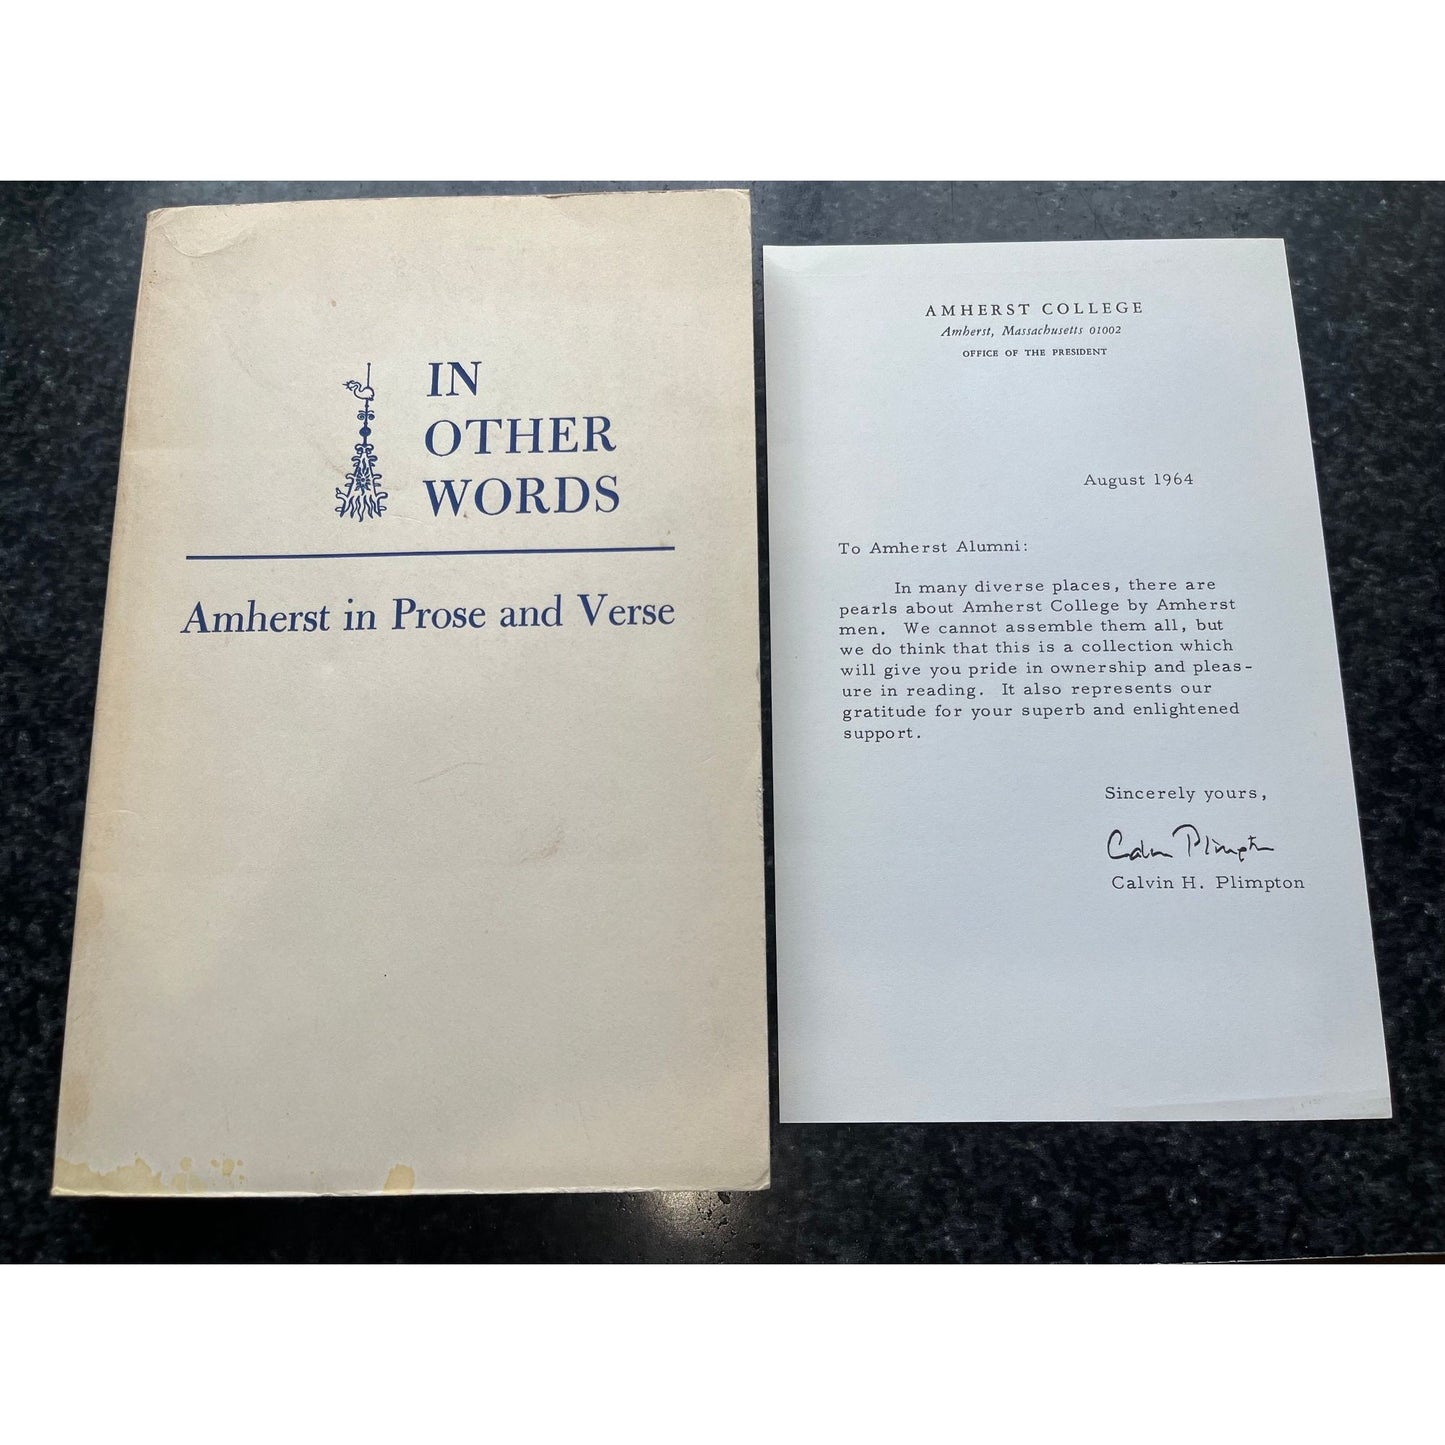 IN
OTHER
WORDS
Amherst in Prose and Verse
AMHERST COLLEGE
Amherst, Massachusetts 01002
OFFICE OF THE PRESIDENT
August 1964
To Amherst Alumni:
In many diverse places, there are
pearls about Amherst College by Amherst
men. We cannot assemble them all, but
we do think that this is a collection which
will give you pride in ownership and pleas-
ure in reading. It also represents our
gratitude for your superb and enlightened
support.
Sincerely yours,
Calvin Plimpton
Calvin H. Plimpton